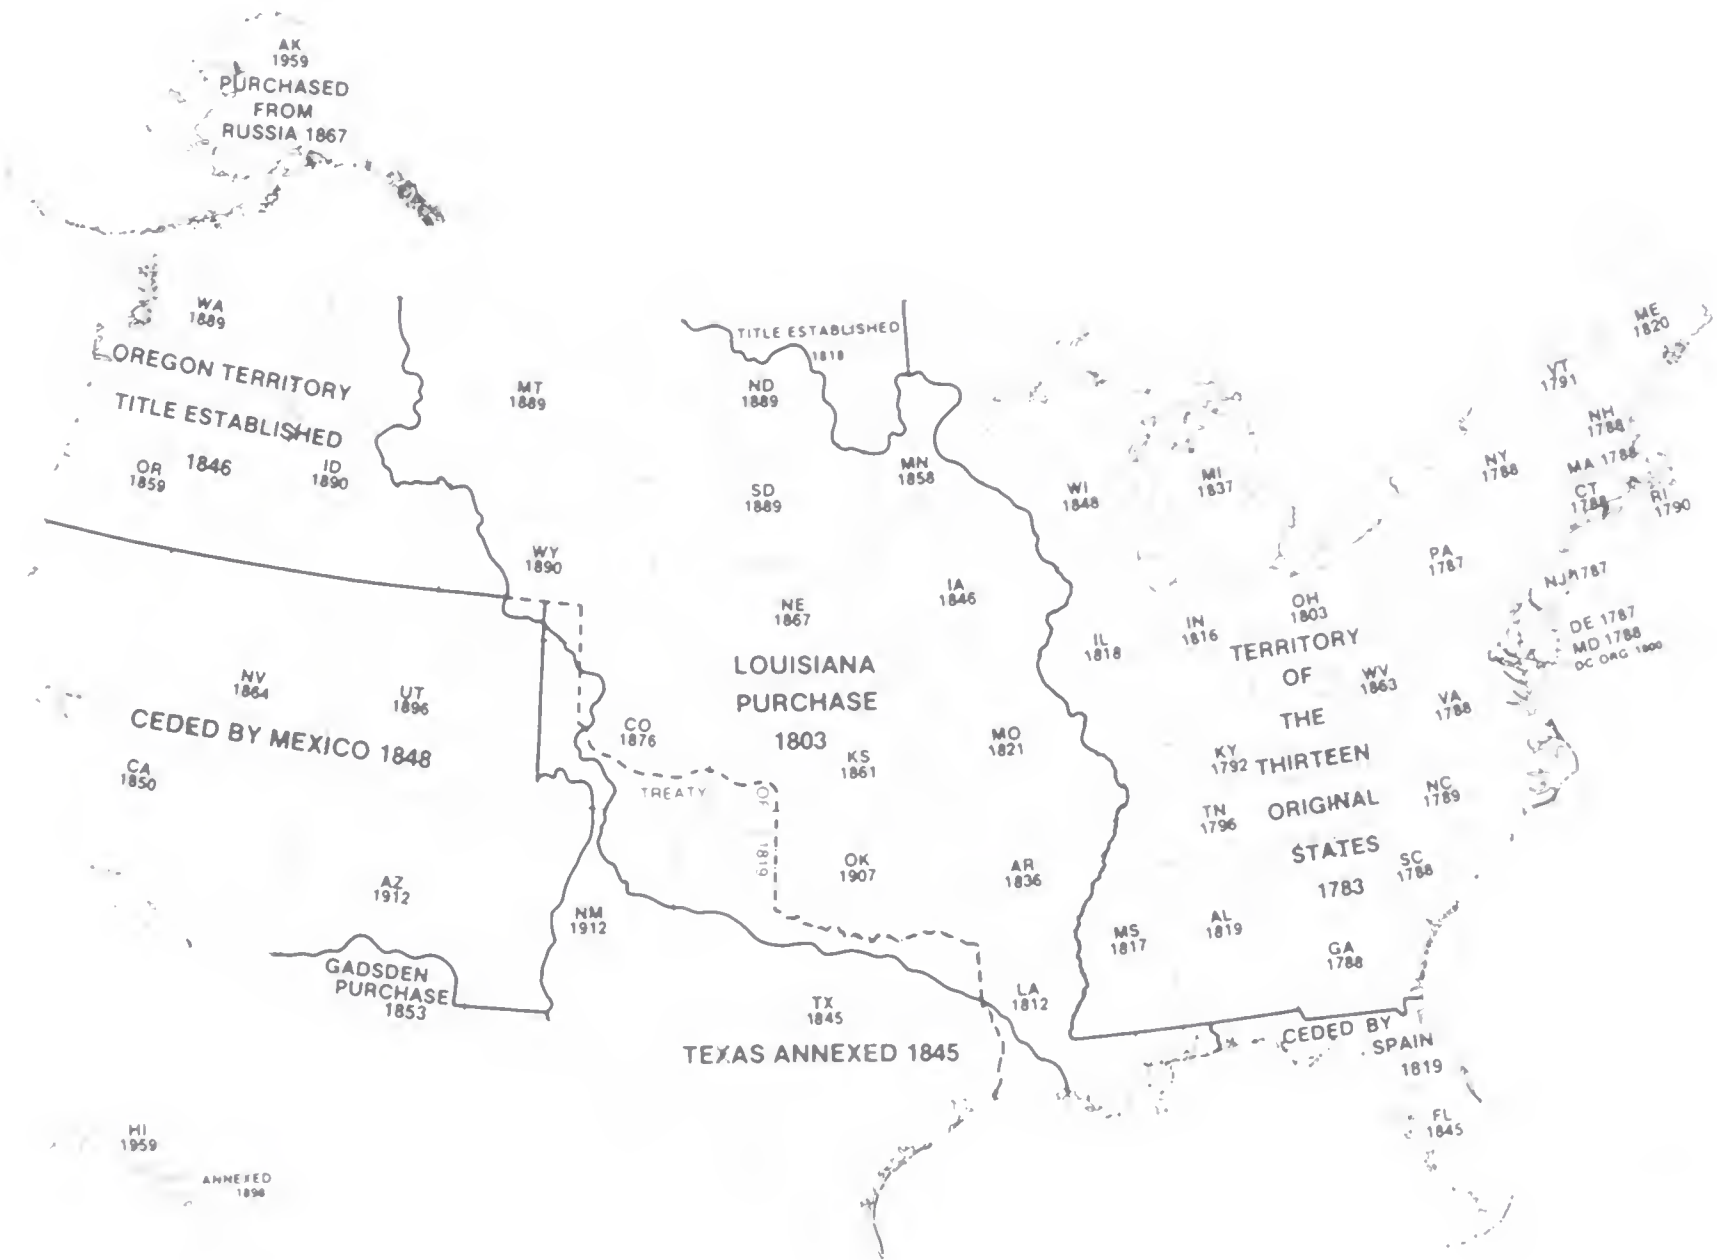 AK
1959
PURCHASED
FROM
RUSSIA 1867
WA
1889
OREGON TERRITORY
TITLE ESTABLISHED
1846
OR
1859
ID
1890
MT
1889
ND
1889
TITLE ESTABLISHED
1818
MN
1858
SD
1889
WY
1890
NE
1867
IA
1846
WI
1848
MI
1837
ME
1820
VT
1791
NH
1788
NY
1788
MA 1788
CT
1788
RI
1790
PA
1787
NJ 1787
DE 1787
MD 1788
DC ORG 1800
OH
1803
IN
1816
IL
1818
TERRITORY
OF
THE
THIRTEEN
ORIGINAL
STATES
1783
WV
1863
VA
1788
KY
1792
TN
1796
NC
1789
SC
1788
GA
1788
AL
1819
MS
1817
LOUISIANA
PURCHASE
1803
CO
1876
KS
1861
MO
1821
TREATY
OF
1819
OK
1907
AR
1836
LA
1812
NV
1864
UT
1896
CEDED BY MEXICO 1848
CA
1850
AZ
1912
NM
1912
GADSDEN
PURCHASE
1853
TX
1845
TEXAS ANNEXED 1845
CEDED BY
SPAIN
1819
FL
1845
HI
1959
ANNEXED
1898